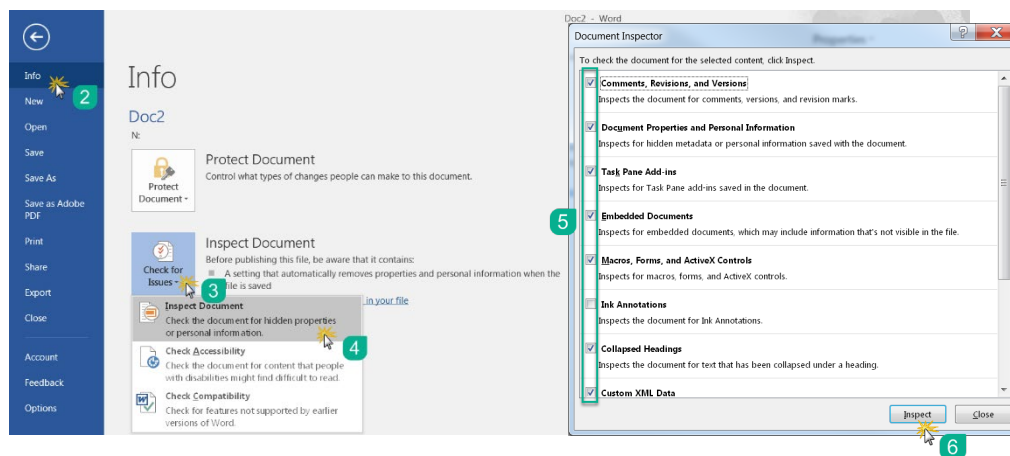 Doc2 - Word
Info
New
Open
Save
Save As
Save as Adobe
PDF
Print
Share
Export
Close
Account
Feedback
Options
2
Info
Doc2
N:
Protect
Document
Protect Document
Control what types of changes people can make to this document.
Check for
Issues
3
Inspect Document
Before publishing this file, be aware that it contains:
A setting that automatically removes properties and personal information when the
file is saved
in your file
Inspect Document
Check the document for hidden properties
or personal information.
4
Check Accessibility
Check the document for content that people
with disabilities might find difficult to read.
Check Compatibility
Check for features not supported by earlier
versions of Word.
Document Inspector
Properties
? X
To check the document for the selected content, click Inspect.
5
Comments, Revisions, and Versions
Inspects the document for comments, versions, and revision marks.
Document Properties and Personal Information
Inspects for hidden metadata or personal information saved with the document.
Task Pane Add-ins
Inspects for Task Pane add-ins saved in the document.
Embedded Documents
Inspects for embedded documents, which may include information that's not visible in the file.
Macros, Forms, and ActiveX Controls
Inspects for macros, forms, and ActiveX controls.
Ink Annotations
Inspects the document for Ink Annotations.
Collapsed Headings
Inspects the document for text that has been collapsed under a heading.
Custom XML Data
Inspect Close
6